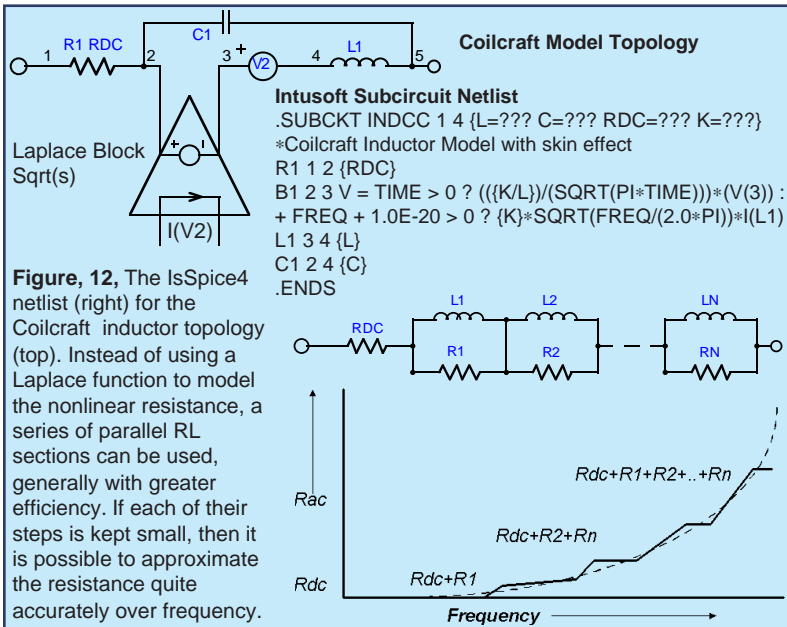 C1
1
R1 RDC
2
3
+
V2
4
L1
5
Coilcraft Model Topology
+
-
Laplace Block
Sqrt(s)
I(V2)
Intusoft Subcircuit Netlist
.SUBCKT INDCC 1 4 {L=??? C=??? RDC=??? K=???}
*Coilcraft Inductor Model with skin effect
R1 1 2 {RDC}
B1 2 3 V = TIME > 0 ? (({K/L})/(SQRT(PI*TIME)))*(V(3)) :
+ FREQ + 1.0E-20 > 0 ? {K}*SQRT(FREQ/(2.0*PI))*I(L1)
L1 3 4 {L}
C1 2 4 {C}
.ENDS
Figure, 12, The IsSpice4
netlist (right) for the
Coilcraft inductor topology
(top). Instead of using a
Laplace function to model
the nonlinear resistance, a
series of parallel RL
sections can be used,
generally with greater
efficiency. If each of their
steps is kept small, then it
is possible to approximate
the resistance quite
accurately over frequency.
RDC
L1
R1
L2
R2
LN
RN
Rac
Rdc
Rdc+R1
Rdc+R2+Rn
Rdc+R1+R2+..+Rn
Frequency